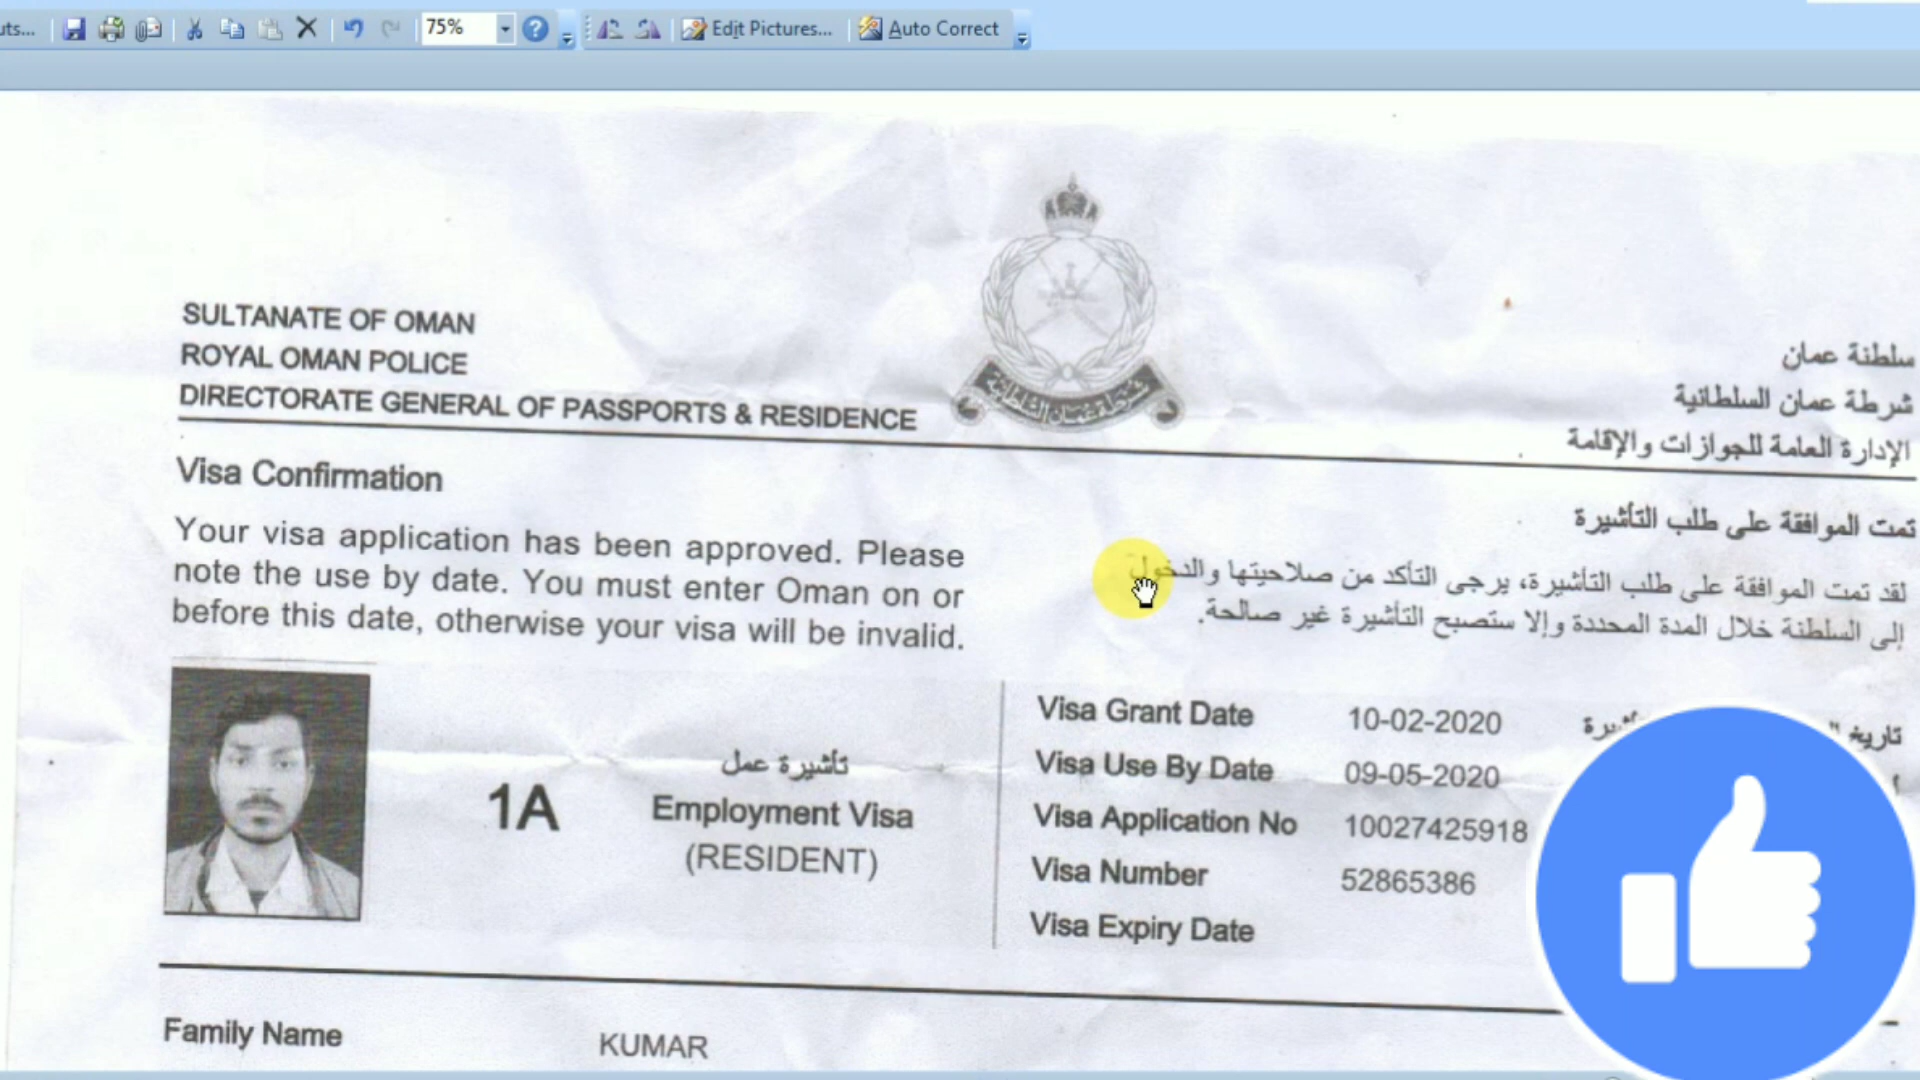 75%
Edit Pictures...
Auto Correct
SULTANATE OF OMAN
ROYAL OMAN POLICE
DIRECTORATE GENERAL OF PASSPORTS & RESIDENCE
سلطنة عمان
شرطة عمان السلطانية
الإدارة العامة للجوازات والإقامة
شرطة عمان السلطانية
Visa Confirmation
Your visa application has been approved. Please
note the use by date. You must enter Oman on or
before this date, otherwise your visa will be invalid.
تمت الموافقة على طلب التأشيرة
لقد تمت الموافقة على طلب التأشيرة، يرجى التأكد من صلاحيتها والدخول
إلى السلطنة خلال المدة المحددة وإلا ستصبح التأشيرة غير صالحة.
1A
تأشيرة عمل
Employment Visa
(RESIDENT)
Visa Grant Date 10-02-2020 تاريخ
Visa Use By Date 09-05-2020
Visa Application No 10027425918
Visa Number 52865386
Visa Expiry Date
Family Name KUMAR